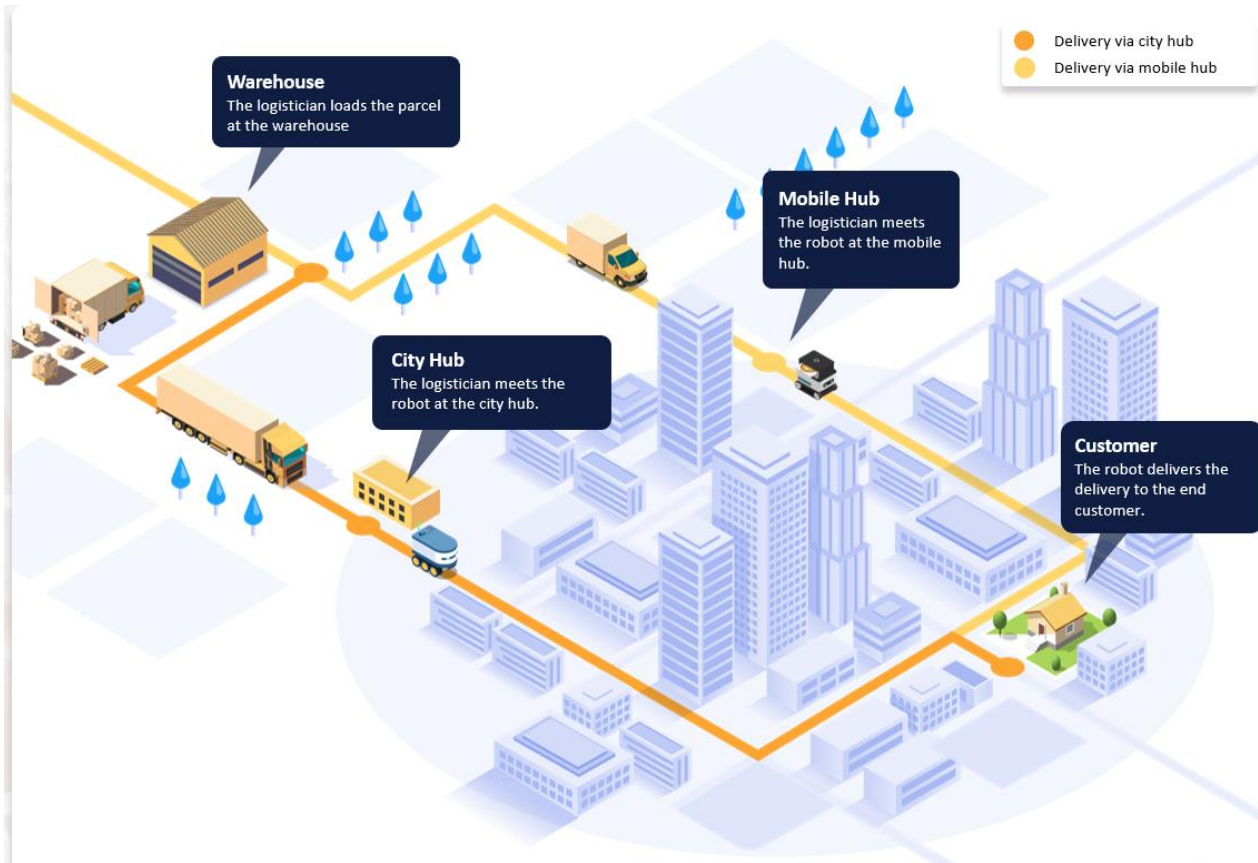 Delivery via city hub
Delivery via mobile hub
Warehouse
The logistician loads the parcel
at the warehouse
Mobile Hub
The logistician meets
the robot at the mobile
hub.
City Hub
The logistician meets the
robot at the city hub.
Customer
The robot delivers the
delivery to the end
customer.